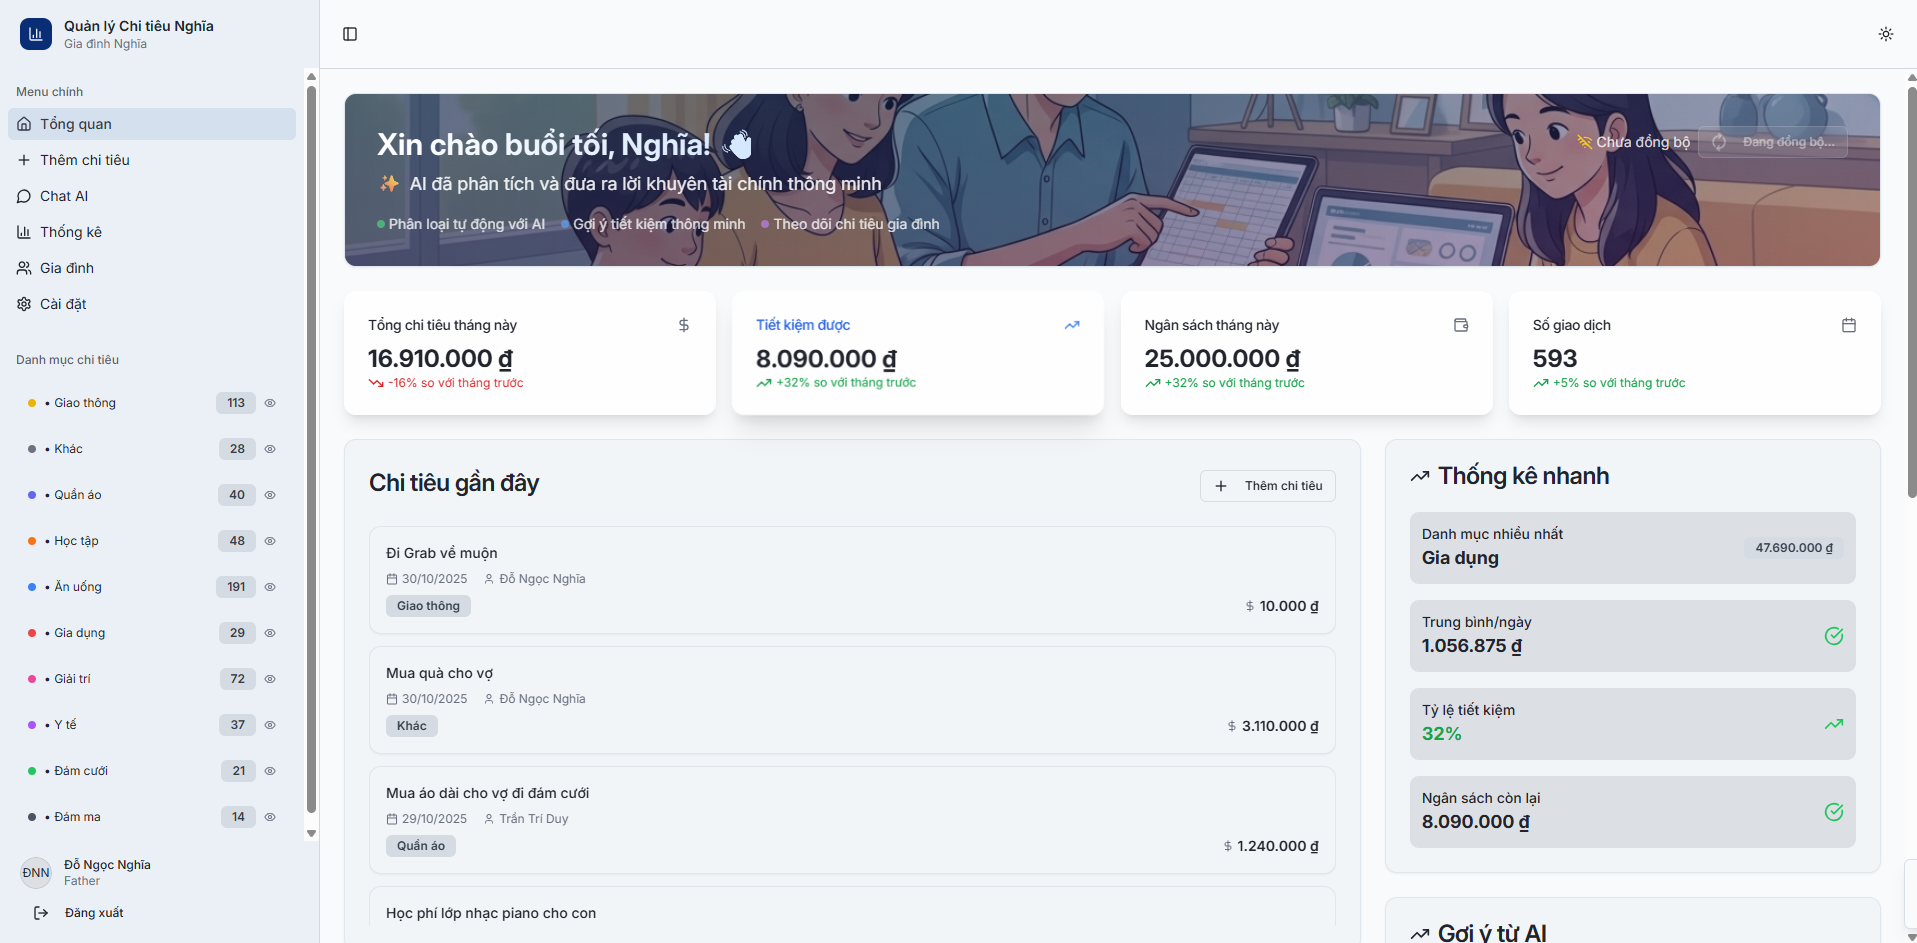 Quản lý Chi tiêu Nghĩa
Gia đình Nghĩa
Menu chính
Tổng quan
Thêm chi tiêu
Chat AI
Thống kê
Gia đình
Cài đặt
Danh mục chi tiêu
• Giao thông 113
• Khác 28
• Quần áo 40
• Học tập 48
• Ăn uống 191
• Gia dụng 29
• Giải trí 72
• Y tế 37
• Đám cưới 21
• Đám ma 14
ĐNN
Đỗ Ngọc Nghĩa
Father
Đăng xuất
Xin chào buổi tối, Nghĩa!
AI đã phân tích và đưa ra lời khuyên tài chính thông minh
Phân loại tự động với AI Gợi ý tiết kiệm thông minh Theo dõi chi tiêu gia đình
Chưa đồng bộ Đang đồng bộ...
Tổng chi tiêu tháng này $
16.910.000 ₫
-16% so với tháng trước
Tiết kiệm được
8.090.000 ₫
+32% so với tháng trước
Ngân sách tháng này
25.000.000 ₫
+32% so với tháng trước
Số giao dịch
593
+5% so với tháng trước
Chi tiêu gần đây
Thêm chi tiêu
Đi Grab về muộn
30/10/2025 Đỗ Ngọc Nghĩa
Giao thông
$ 10.000 ₫
Mua quà cho vợ
30/10/2025 Đỗ Ngọc Nghĩa
Khác
$ 3.110.000 ₫
Mua áo dài cho vợ đi đám cưới
29/10/2025 Trần Trí Duy
Quần áo
$ 1.240.000 ₫
Học phí lớp nhạc piano cho con
Thống kê nhanh
Danh mục nhiều nhất
Gia dụng
47.690.000 ₫
Trung bình/ngày
1.056.875 ₫
Tỷ lệ tiết kiệm
32%
Ngân sách còn lại
8.090.000 ₫
Gợi ý từ AI